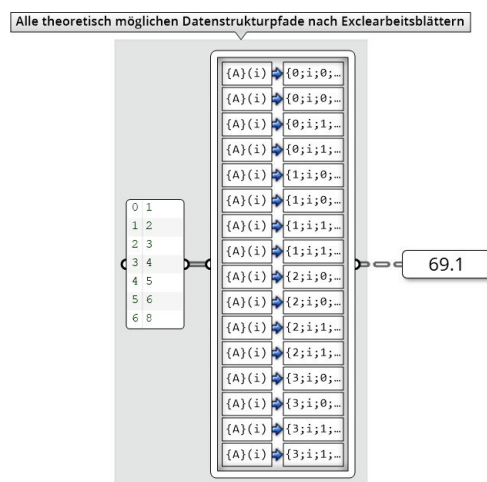 Alle theoretisch möglichen Datenstrukturpfade nach Exclearbeitsblättern
{A}(i) {0;i;0;…
{A}(i) {0;i;0;…
{A}(i) {0;i;1;…
{A}(i) {0;i;1;…
{A}(i) {1;i;0;…
{A}(i) {1;i;0;…
{A}(i) {1;i;1;…
{A}(i) {1;i;1;…
{A}(i) {2;i;0;…
{A}(i) {2;i;0;…
{A}(i) {2;i;1;…
{A}(i) {2;i;1;…
{A}(i) {3;i;0;…
{A}(i) {3;i;0;…
{A}(i) {3;i;1;…
{A}(i) {3;i;1;…
0 1
1 2
2 3
3 4
4 5
5 6
6 8
69.1